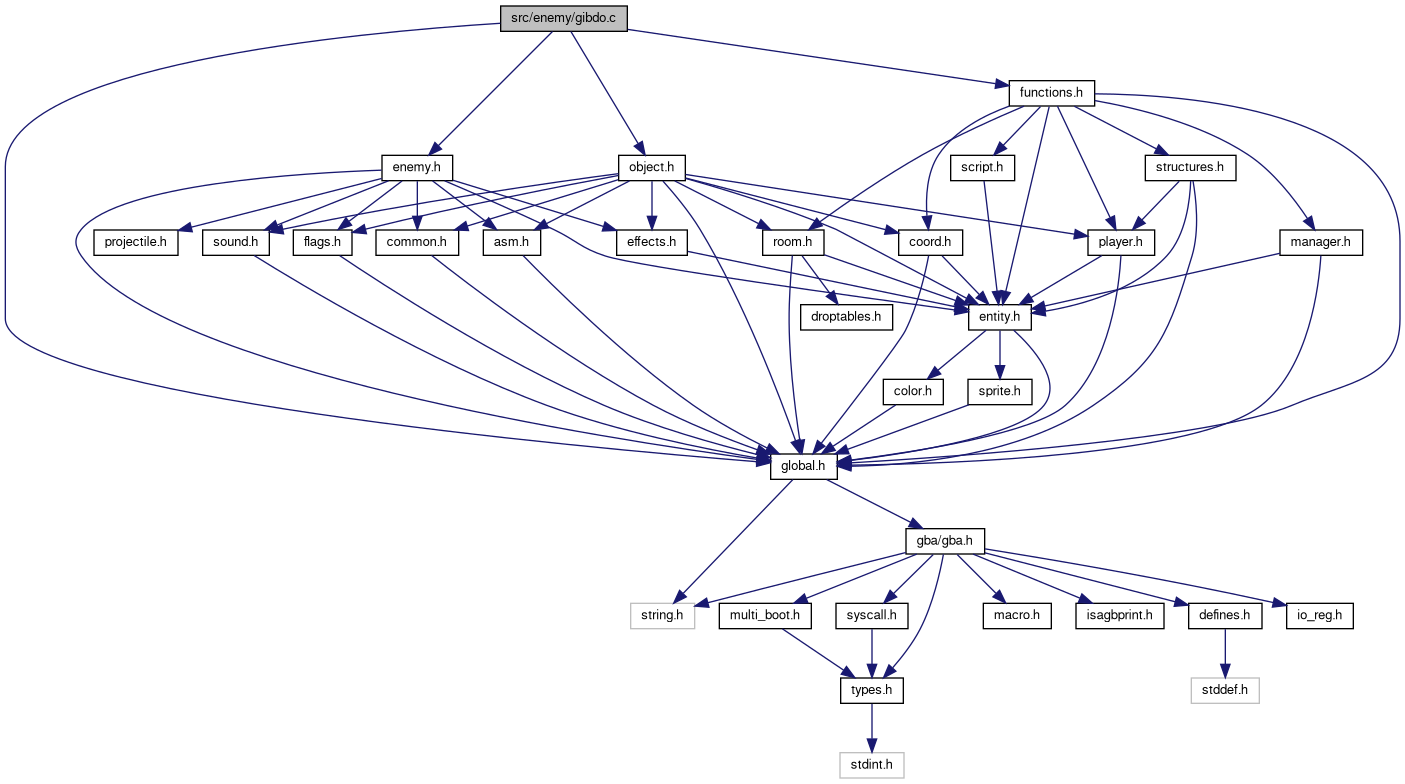 src/enemy/gibdo.c
functions.h
enemy.h
object.h
script.h
structures.h
projectile.h
sound.h
flags.h
common.h
asm.h
effects.h
room.h
coord.h
player.h
manager.h
droptables.h
entity.h
color.h
sprite.h
global.h
gba/gba.h
string.h
multi_boot.h
syscall.h
macro.h
isagbprint.h
defines.h
io_reg.h
types.h
stddef.h
stdint.h